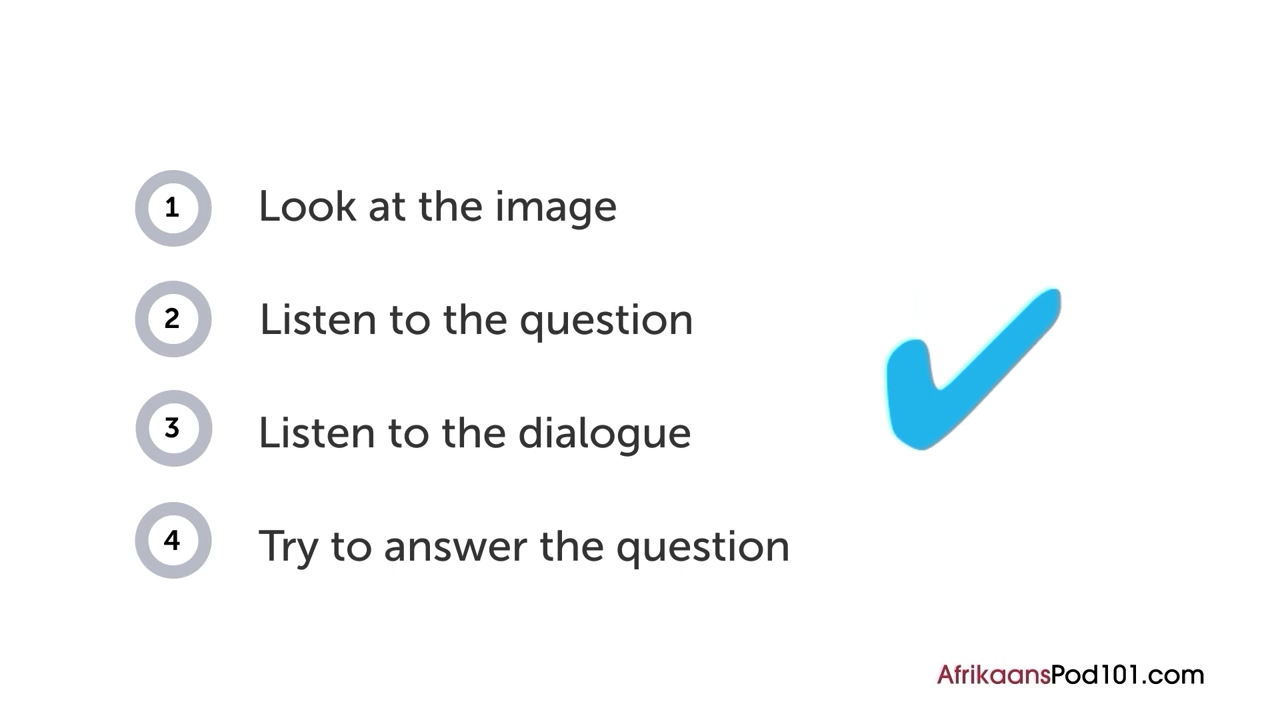 1 Look at the image
2 Listen to the question
3 Listen to the dialogue
4 Try to answer the question
AfrikaansPod101.com